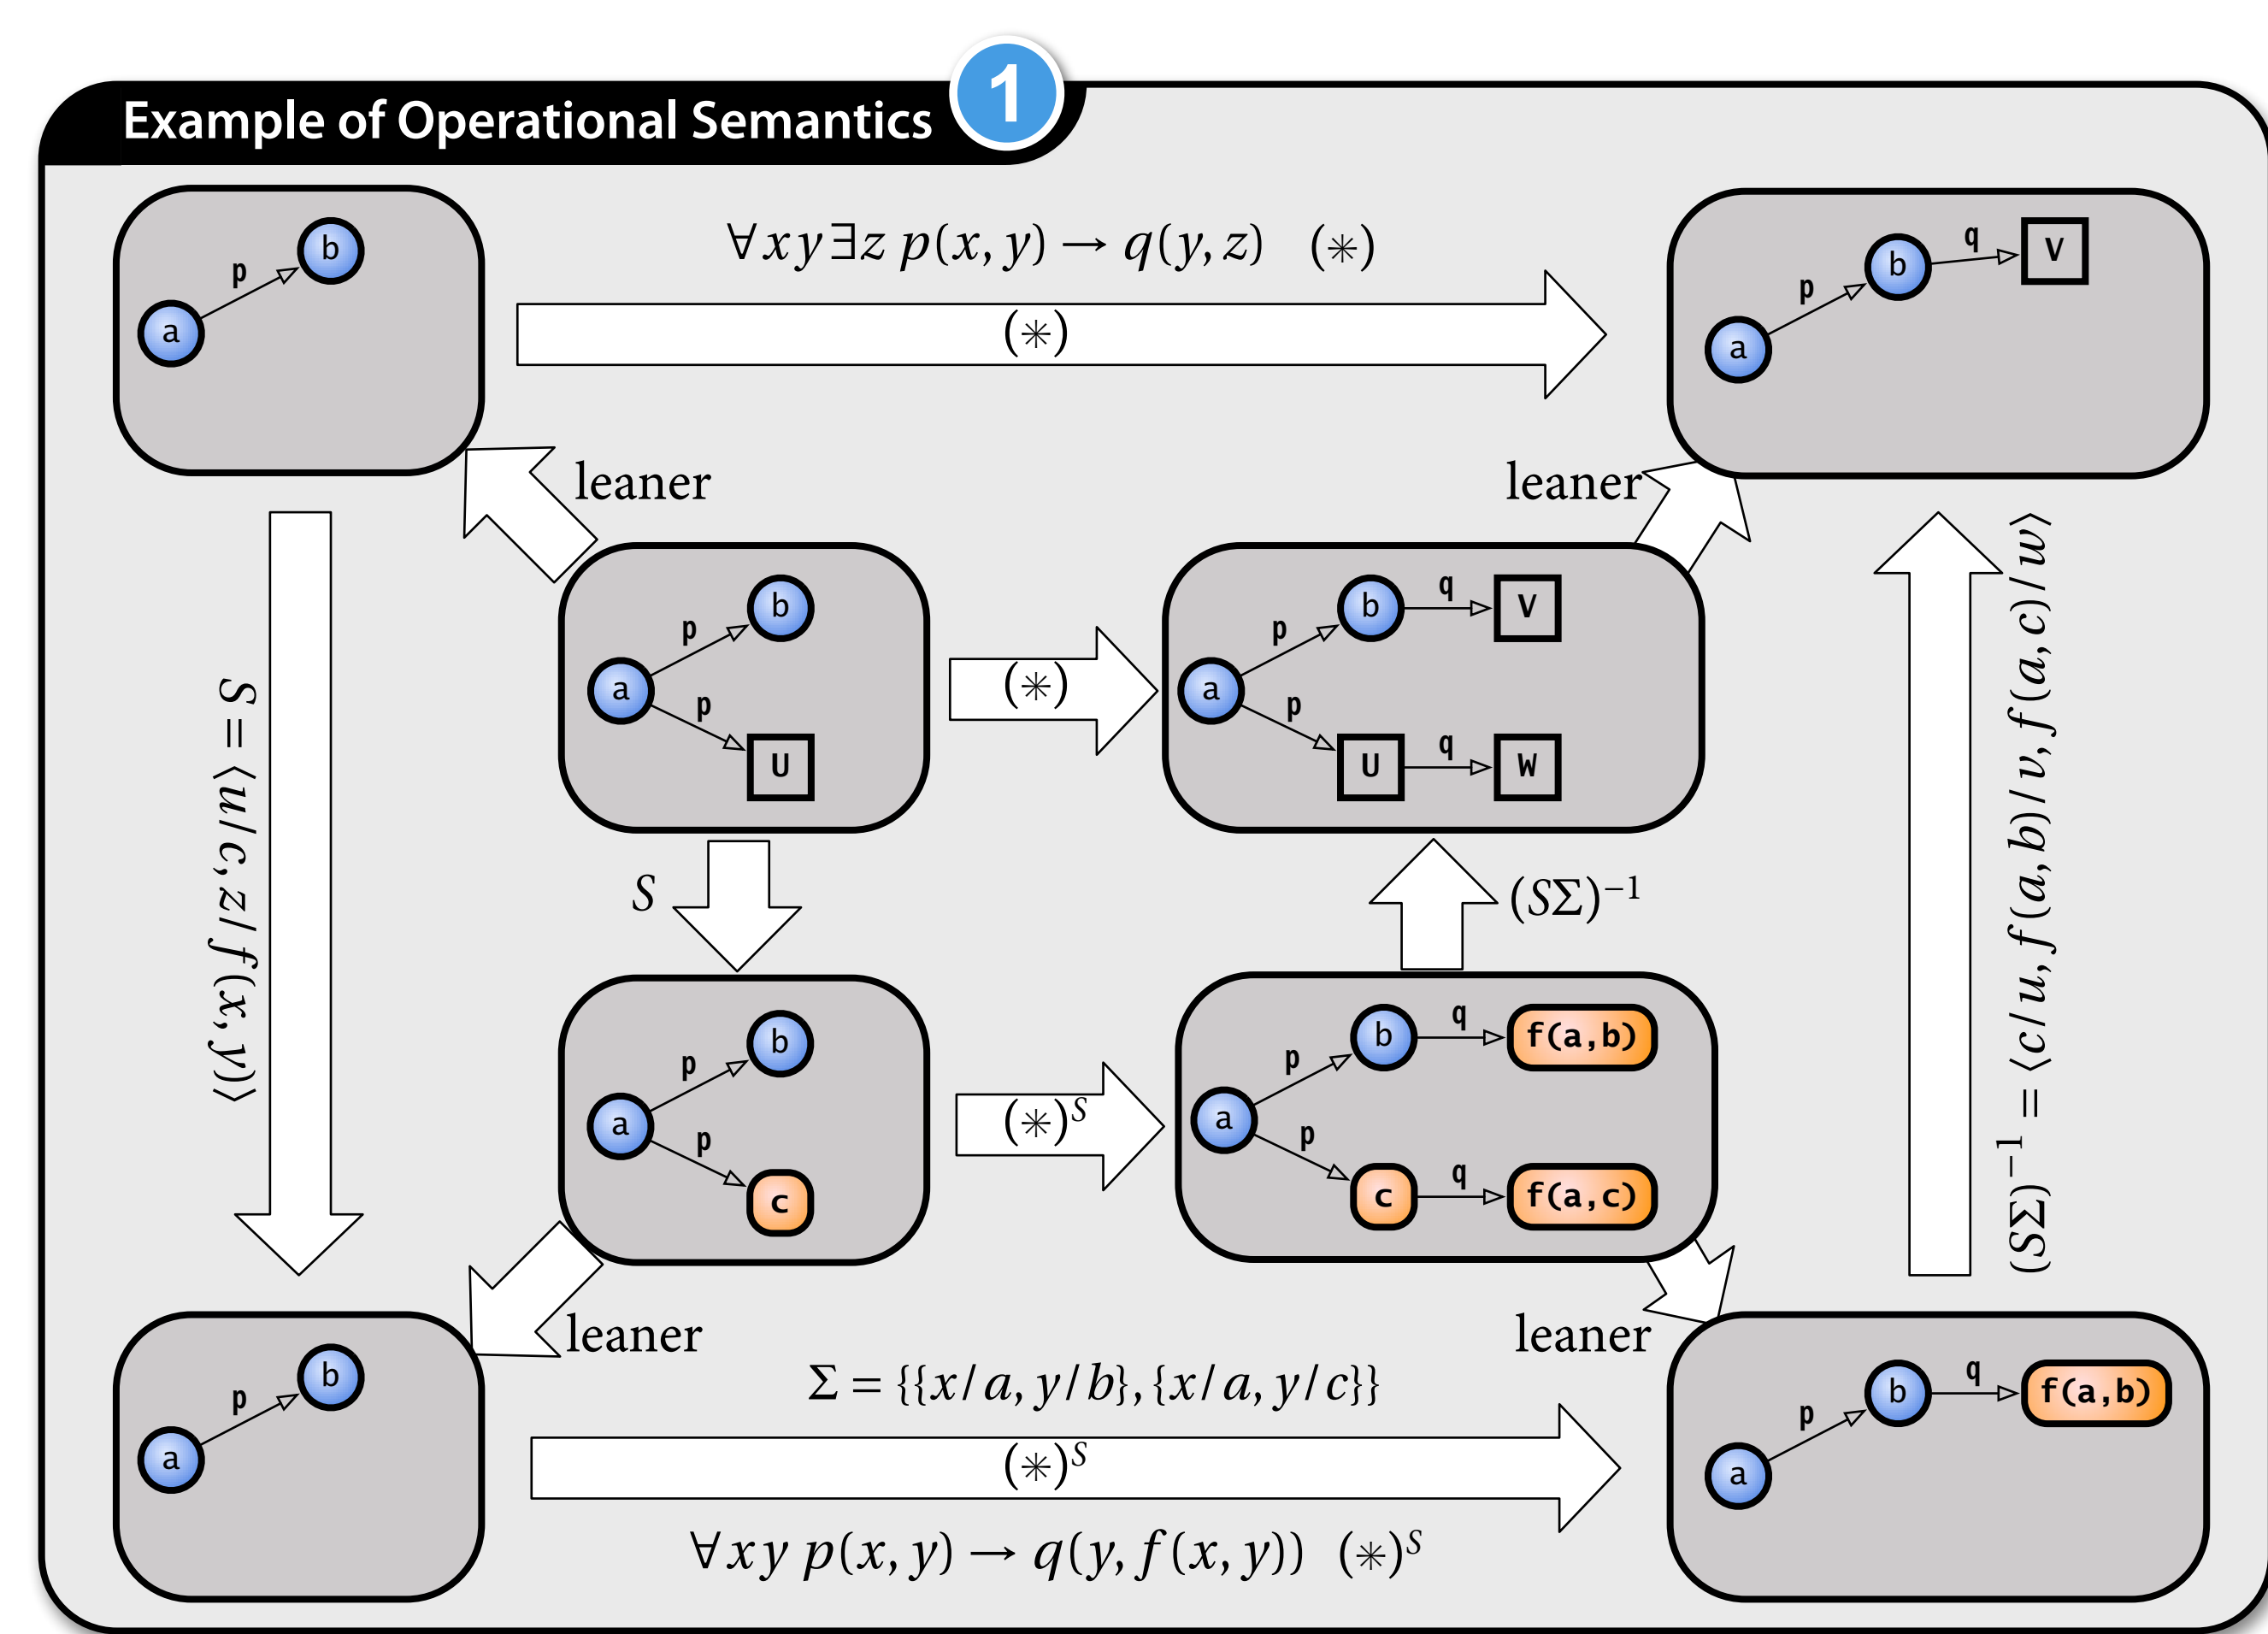 Example of Operational Semantics
1
∀xy∃z p(x, y) → q(y, z) (∗)
b
p
a
(∗)
q
V
b
p
a
leaner
leaner
S = ⟨u/c, z/f(x, y)⟩
b
p
a
p
U
(∗)
b
q
V
p
a
p
U
q
W
(SΣ)⁻¹ = ⟨c/u, f(a, b)/v, f(a, c)/w⟩
S
(SΣ)⁻¹
b
p
a
p
c
(∗)ˢ
b
q
f(a,b)
p
a
p
c
q
f(a,c)
leaner
leaner
Σ = {{x/a, y/b}, {x/a, y/c}}
b
p
a
(∗)ˢ
b
q
f(a,b)
p
a
∀xy p(x, y) → q(y, f(x, y)) (∗)ˢ